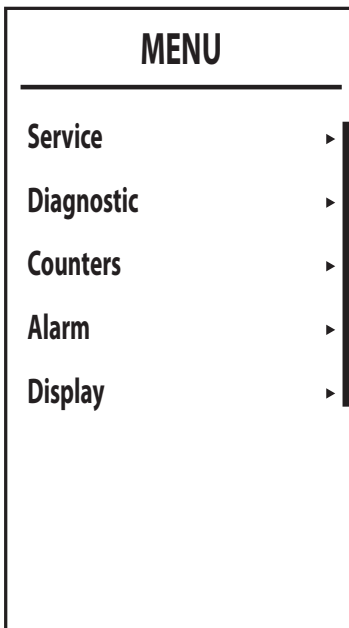 MENU
Service
Diagnostic
Counters
Alarm
Display